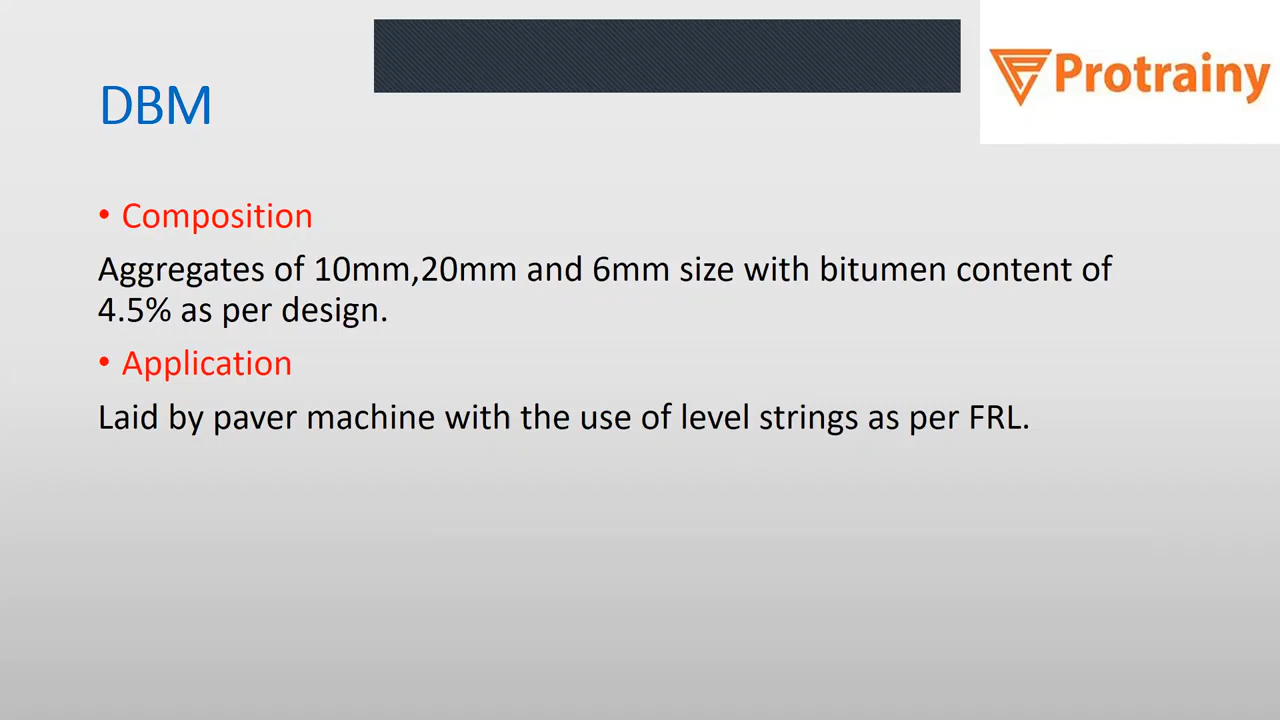 Protrainy
DBM
• Composition
Aggregates of 10mm,20mm and 6mm size with bitumen content of
4.5% as per design.
• Application
Laid by paver machine with the use of level strings as per FRL.